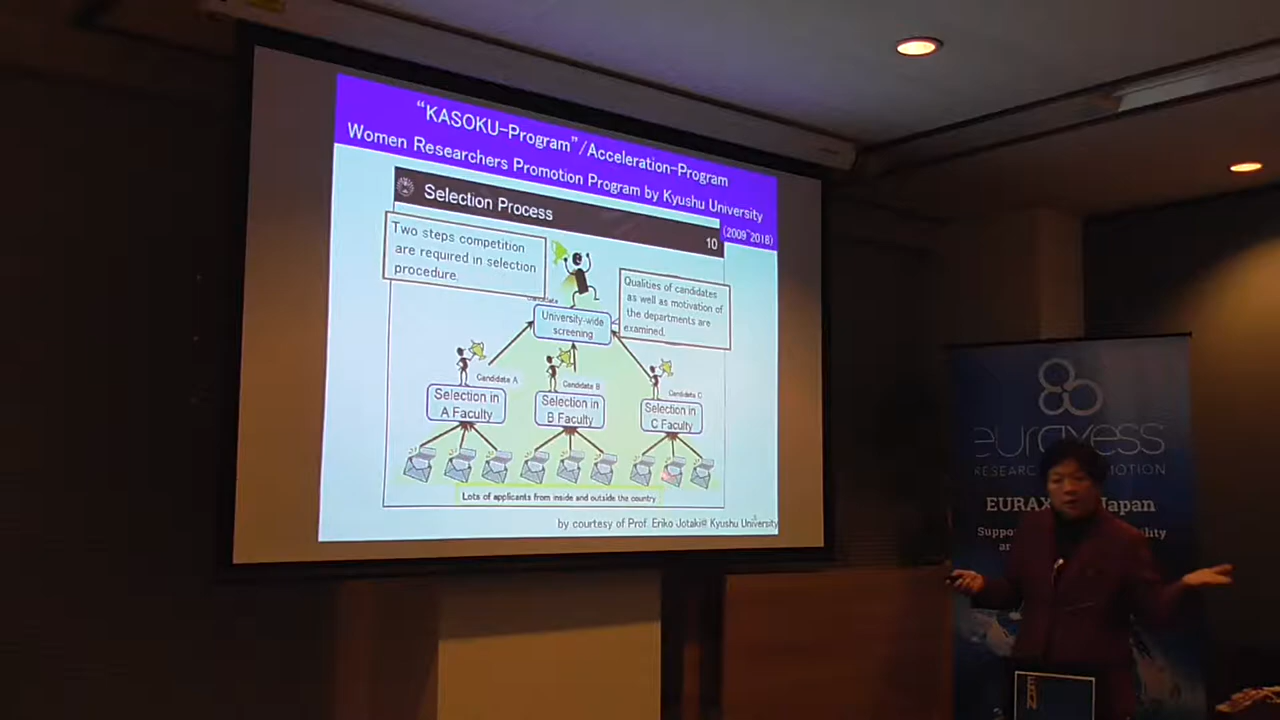 “KASOKU-Program”/Acceleration-Program
Women Researchers Promotion Program by Kyushu University
(2009~2018)
Selection Process
10
Two steps competition
are required in selection
procedure.
Qualities of candidates
as well as motivation of
the departments are
examined.
Candidate
University-wide
screening
Candidate A
Candidate B
Candidate C
Selection in
A Faculty
Selection in
B Faculty
Selection in
C Faculty
Lots of applicants from inside and outside the country
by courtesy of Prof. Eriko Jotaki@ Kyushu University
euraxess
RESEARC
OTION
EURAX
Japan
Suppo
ility